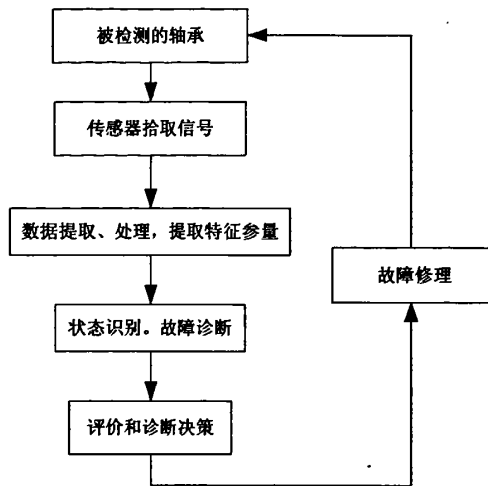 被检测的轴承
传感器拾取信号
数据提取、处理，提取特征参量
状态识别。故障诊断
评价和诊断决策
故障修理